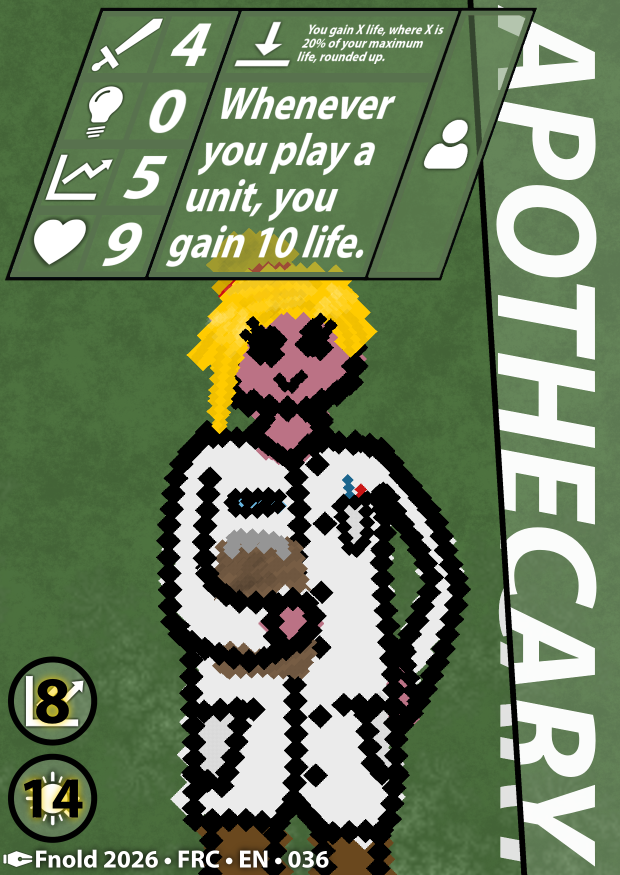 4
0
5
9
You gain X life, where X is
20% of your maximum
life, rounded up.
Whenever
you play a
unit, you
gain 10 life.
APOTHECARY
8
14
Fnold 2026 • FRC • EN • 036